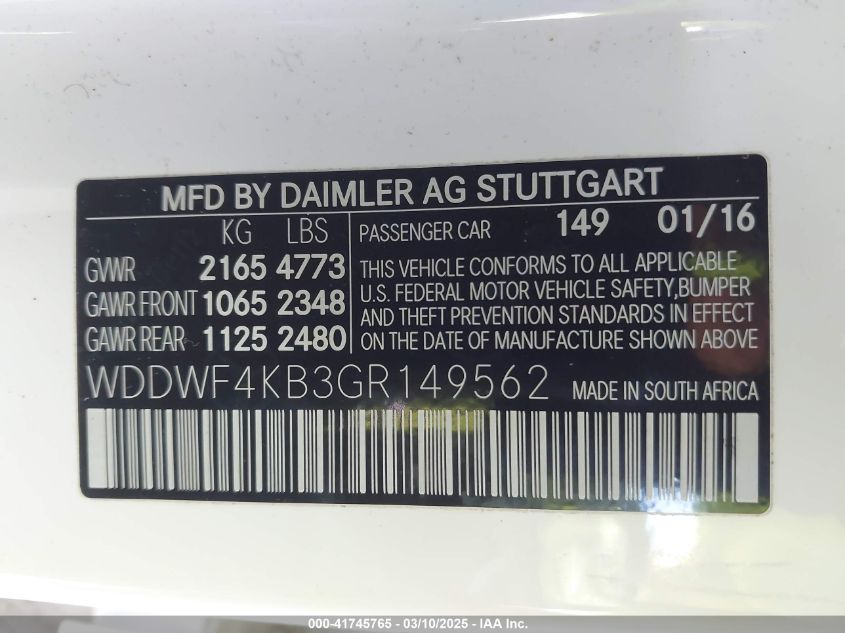 MFD BY DAIMLER AG STUTTGART
KG LBS
GVWR 2165 4773
GAWR FRONT 1065 2348
GAWR REAR 1125 2480
PASSENGER CAR 149 01/16
THIS VEHICLE CONFORMS TO ALL APPLICABLE
U.S. FEDERAL MOTOR VEHICLE SAFETY,BUMPER
AND THEFT PREVENTION STANDARDS IN EFFECT
ON THE DATE OF MANUFACTURE SHOWN ABOVE
WDDWF4KB3GR149562 MADE IN SOUTH AFRICA
000-41745765 - 03/10/2025 - IAA Inc.